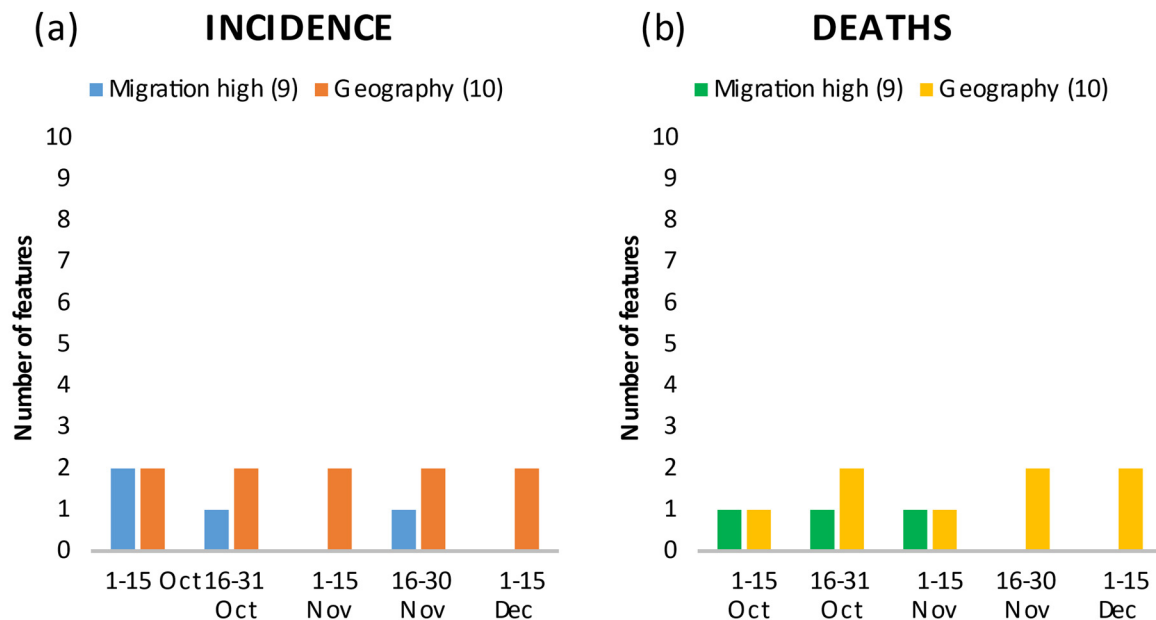 (a) INCIDENCE
Migration high (9) Geography (10)
Number of features
10
9
8
7
6
5
4
3
2
1
0
1-15 Oct 16-31 Oct 1-15 Nov 16-30 Nov 1-15 Dec
(b) DEATHS
Migration high (9) Geography (10)
Number of features
10
9
8
7
6
5
4
3
2
1
0
1-15 Oct 16-31 Oct 1-15 Nov 16-30 Nov 1-15 Dec